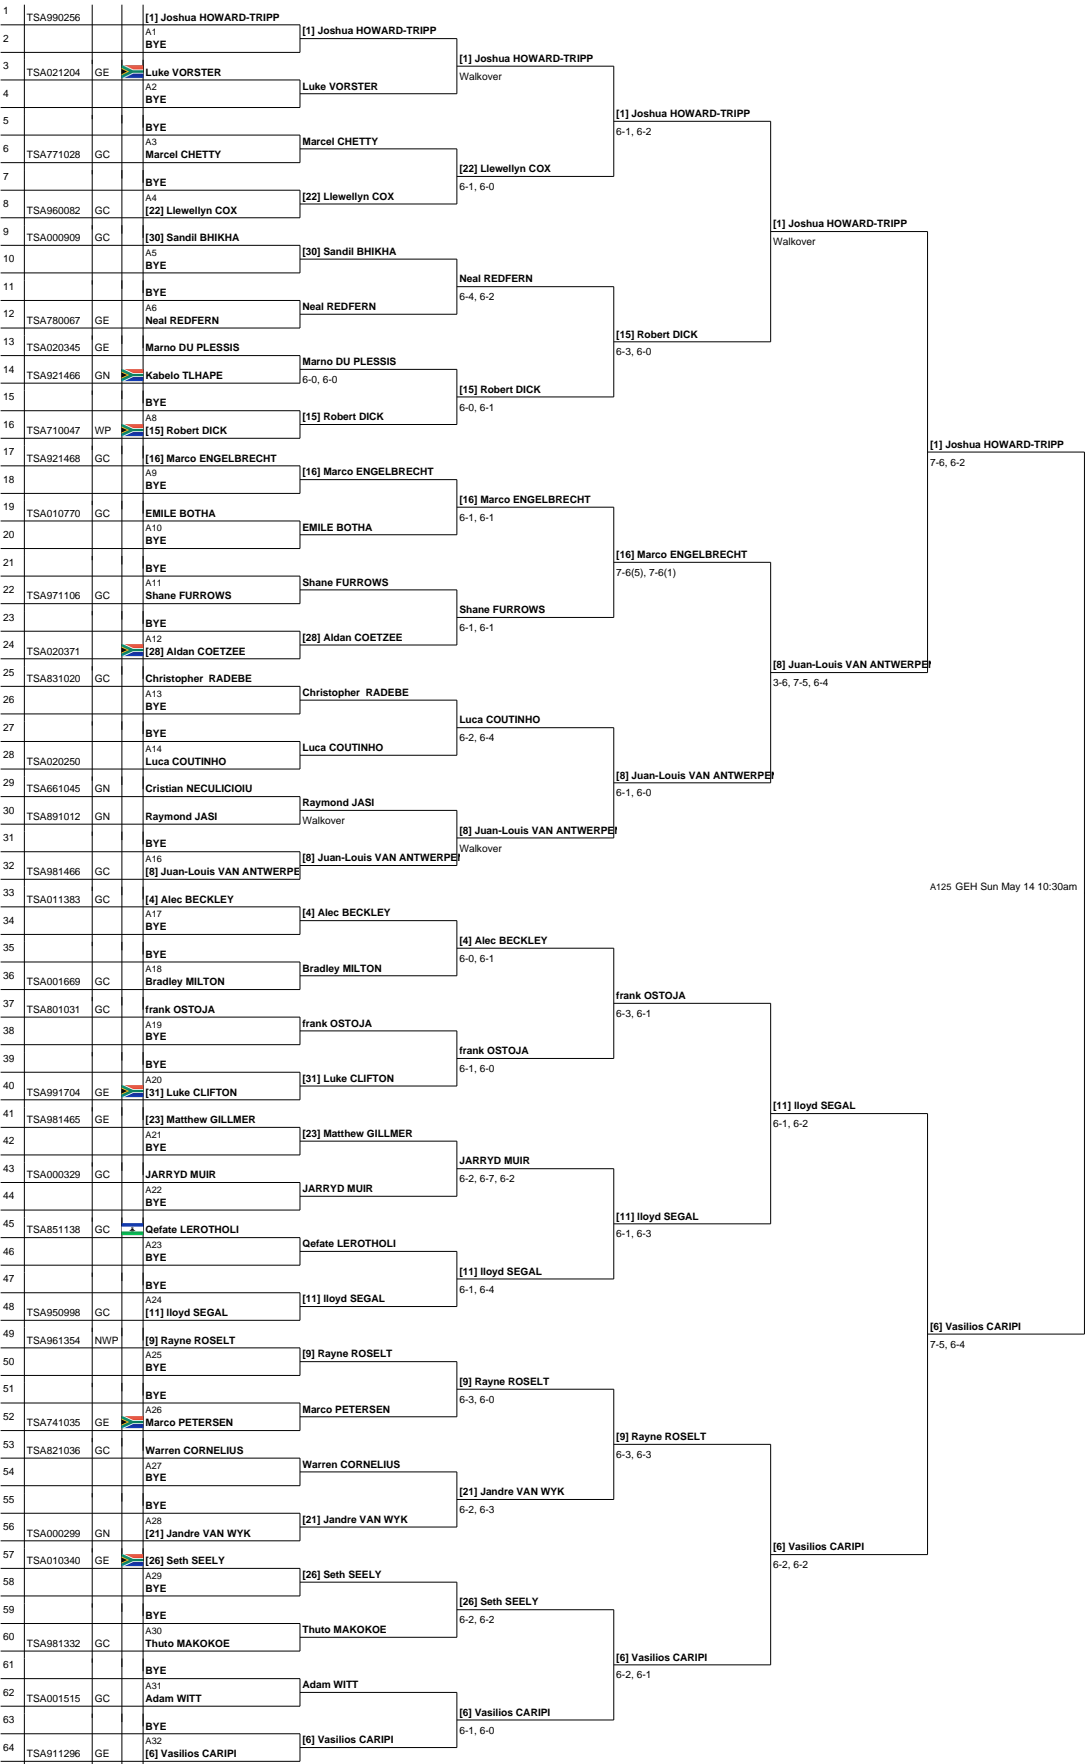 1 TSA990256 [1] Joshua HOWARD-TRIPP
A1
2 BYE
3 TSA021204 GE Luke VORSTER
A2
4 BYE
5 BYE
A3
6 TSA771028 GC Marcel CHETTY
7 BYE
A4
8 TSA960082 GC [22] Llewellyn COX
9 TSA000909 GC [30] Sandil BHIKHA
A5
10 BYE
11 BYE
A6
12 TSA780067 GE Neal REDFERN
13 TSA020345 GE Marno DU PLESSIS
14 TSA921466 GN Kabelo TLHAPE
15 BYE
A8
16 TSA710047 WP [15] Robert DICK
17 TSA921468 GC [16] Marco ENGELBRECHT
A9
18 BYE
19 TSA010770 GC EMILE BOTHA
A10
20 BYE
21 BYE
A11
22 TSA971106 GC Shane FURROWS
23 BYE
A12
24 TSA020371 [28] Aldan COETZEE
25 TSA831020 GC Christopher RADEBE
A13
26 BYE
27 BYE
A14
28 TSA020250 Luca COUTINHO
29 TSA661045 GN Cristian NECULICIOIU
30 TSA891012 GN Raymond JASI
31 BYE
A16
32 TSA981466 GC [8] Juan-Louis VAN ANTWERPE
33 TSA011383 GC [4] Alec BECKLEY
A17
34 BYE
35 BYE
A18
36 TSA001669 GC Bradley MILTON
37 TSA801031 GC frank OSTOJA
A19
38 BYE
39 BYE
A20
40 TSA991704 GE [31] Luke CLIFTON
41 TSA981465 GE [23] Matthew GILLMER
A21
42 BYE
43 TSA000329 GC JARRYD MUIR
A22
44 BYE
45 TSA851138 GC Qefate LEROTHOLI
A23
46 BYE
47 BYE
A24
48 TSA950998 GC [11] lloyd SEGAL
49 TSA961354 NWP [9] Rayne ROSELT
A25
50 BYE
51 BYE
A26
52 TSA741035 GE Marco PETERSEN
53 TSA821036 GC Warren CORNELIUS
A27
54 BYE
55 BYE
A28
56 TSA000299 GN [21] Jandre VAN WYK
57 TSA010340 GE [26] Seth SEELY
A29
58 BYE
59 BYE
A30
60 TSA981332 GC Thuto MAKOKOE
61 BYE
A31
62 TSA001515 GC Adam WITT
63 BYE
A32
64 TSA911296 GE [6] Vasilios CARIPI
[1] Joshua HOWARD-TRIPP
Luke VORSTER
Marcel CHETTY
[22] Llewellyn COX
[30] Sandil BHIKHA
Neal REDFERN
Marno DU PLESSIS
6-0, 6-0
[15] Robert DICK
[16] Marco ENGELBRECHT
EMILE BOTHA
Shane FURROWS
[28] Aldan COETZEE
Christopher RADEBE
Luca COUTINHO
Raymond JASI
Walkover
[8] Juan-Louis VAN ANTWERPE
[4] Alec BECKLEY
Bradley MILTON
frank OSTOJA
[31] Luke CLIFTON
[23] Matthew GILLMER
JARRYD MUIR
Qefate LEROTHOLI
[11] lloyd SEGAL
[9] Rayne ROSELT
Marco PETERSEN
Warren CORNELIUS
[21] Jandre VAN WYK
[26] Seth SEELY
Thuto MAKOKOE
Adam WITT
[6] Vasilios CARIPI
[1] Joshua HOWARD-TRIPP
Walkover
[22] Llewellyn COX
6-1, 6-0
Neal REDFERN
6-4, 6-2
[15] Robert DICK
6-0, 6-1
[16] Marco ENGELBRECHT
6-1, 6-1
Shane FURROWS
6-1, 6-1
Luca COUTINHO
6-2, 6-4
[8] Juan-Louis VAN ANTWERPE
Walkover
[4] Alec BECKLEY
6-0, 6-1
frank OSTOJA
6-1, 6-0
JARRYD MUIR
6-2, 6-7, 6-2
[11] lloyd SEGAL
6-1, 6-4
[9] Rayne ROSELT
6-3, 6-0
[21] Jandre VAN WYK
6-2, 6-3
[26] Seth SEELY
6-2, 6-2
[6] Vasilios CARIPI
6-1, 6-0
[1] Joshua HOWARD-TRIPP
6-1, 6-2
[15] Robert DICK
6-3, 6-0
[16] Marco ENGELBRECHT
7-6(5), 7-6(1)
[8] Juan-Louis VAN ANTWERPE
6-1, 6-0
frank OSTOJA
6-3, 6-1
[11] lloyd SEGAL
6-1, 6-3
[9] Rayne ROSELT
6-3, 6-3
[6] Vasilios CARIPI
6-2, 6-1
[1] Joshua HOWARD-TRIPP
Walkover
[8] Juan-Louis VAN ANTWERPE
3-6, 7-5, 6-4
[11] lloyd SEGAL
6-1, 6-2
[6] Vasilios CARIPI
6-2, 6-2
[1] Joshua HOWARD-TRIPP
7-6, 6-2
[6] Vasilios CARIPI
7-5, 6-4
A125 GEH Sun May 14 10:30am